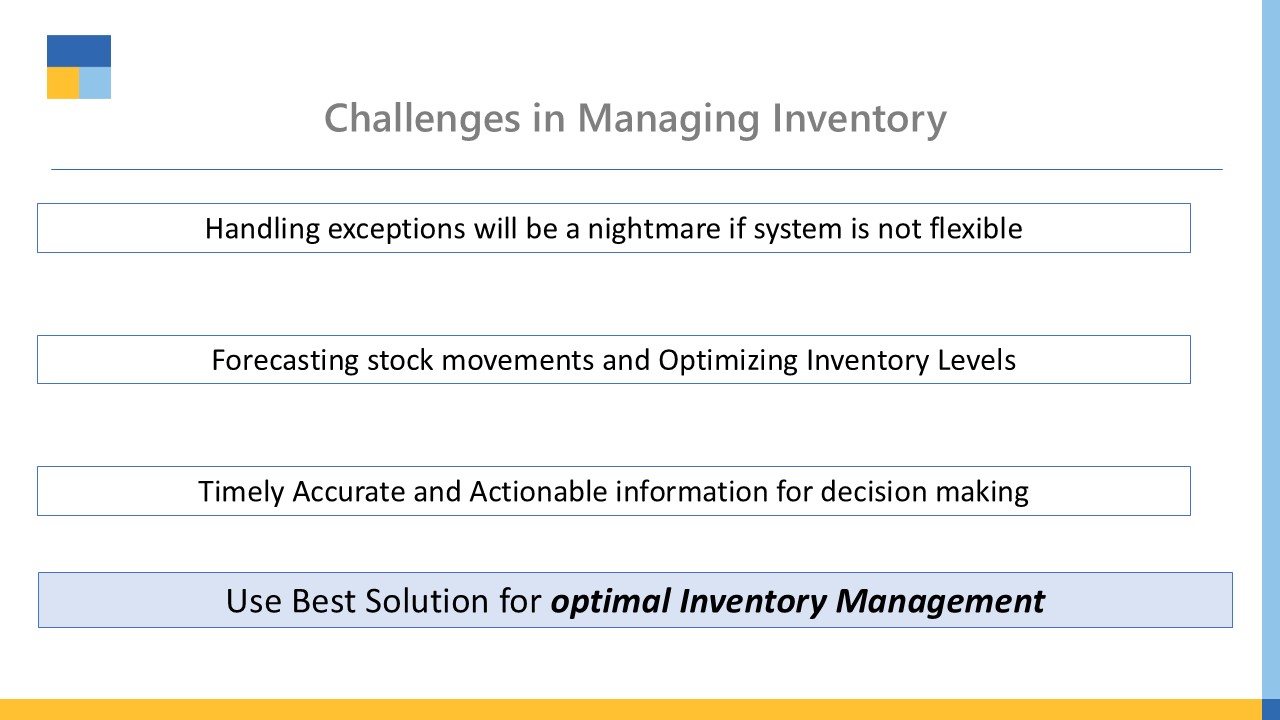 Challenges in Managing Inventory
Handling exceptions will be a nightmare if system is not flexible
Forecasting stock movements and Optimizing Inventory Levels
Timely Accurate and Actionable information for decision making
Use Best Solution for optimal Inventory Management